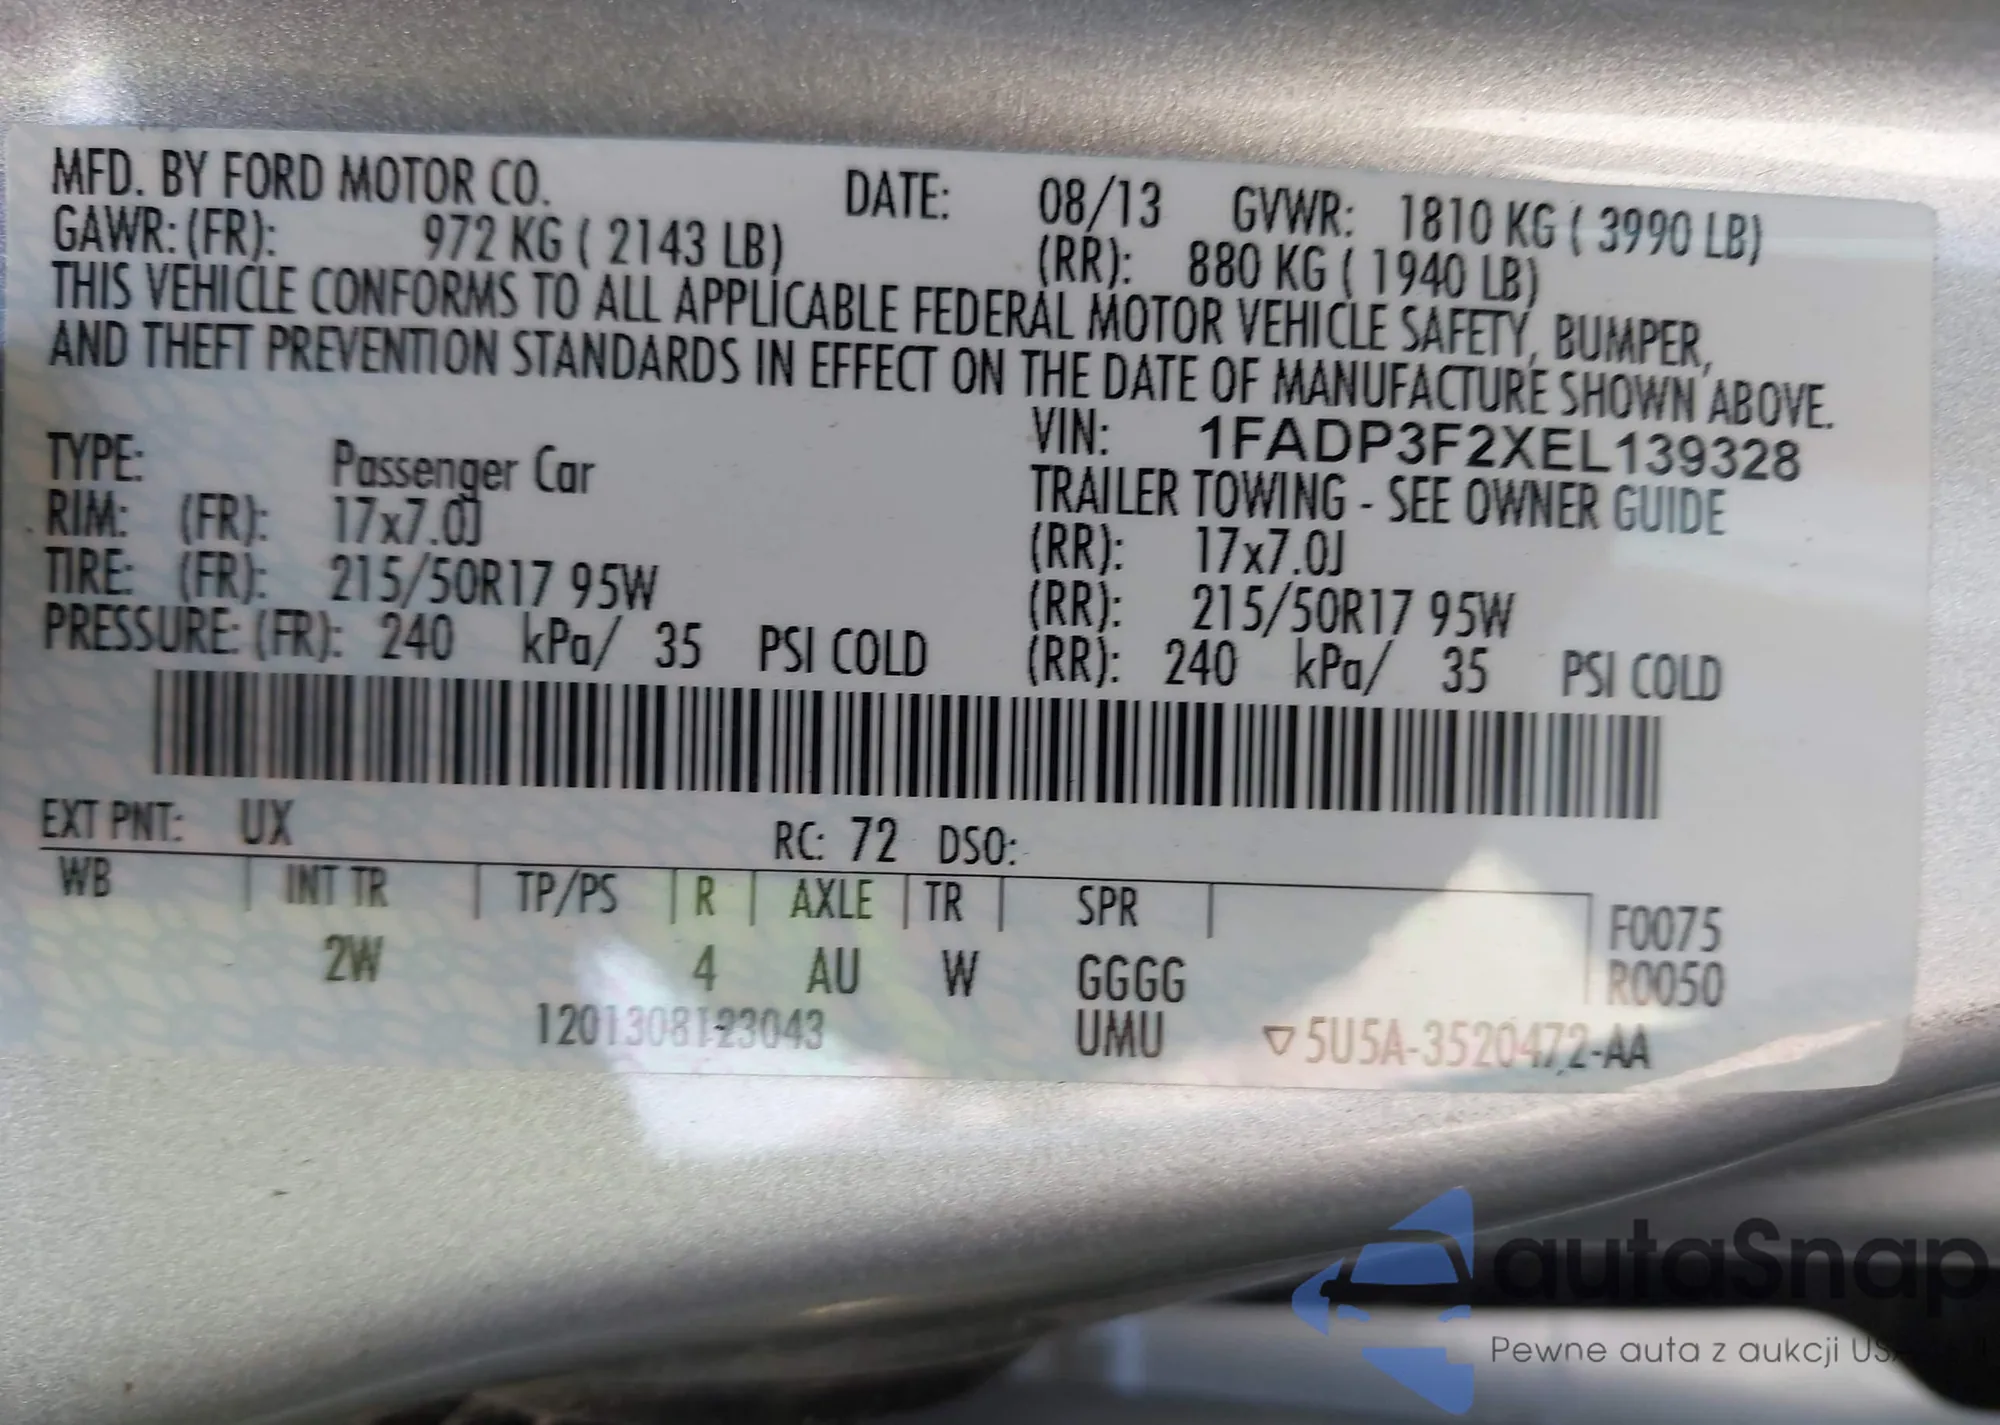 MFD. BY FORD MOTOR CO. DATE: 08/13 GVWR: 1810 KG ( 3990 LB)
GAWR: (FR): 972 KG ( 2143 LB) (RR): 880 KG ( 1940 LB)
THIS VEHICLE CONFORMS TO ALL APPLICABLE FEDERAL MOTOR VEHICLE SAFETY, BUMPER,
AND THEFT PREVENTION STANDARDS IN EFFECT ON THE DATE OF MANUFACTURE SHOWN ABOVE.
VIN: 1FADP3F2XEL139328
TYPE: Passenger Car TRAILER TOWING - SEE OWNER GUIDE
RIM: (FR): 17x7.0J (RR): 17x7.0J
TIRE: (FR): 215/50R17 95W (RR): 215/50R17 95W
PRESSURE: (FR): 240 kPa/ 35 PSI COLD (RR): 240 kPa/ 35 PSI COLD
EXT PNT: UX RC: 72 DSO:
WB INT TR TP/PS R AXLE TR SPR F0075
2W 4 AU W GGGG R0050
1201308123043 UMU ▽5U5A-3520472-AA
autaSnap
Pewne auta z aukcji